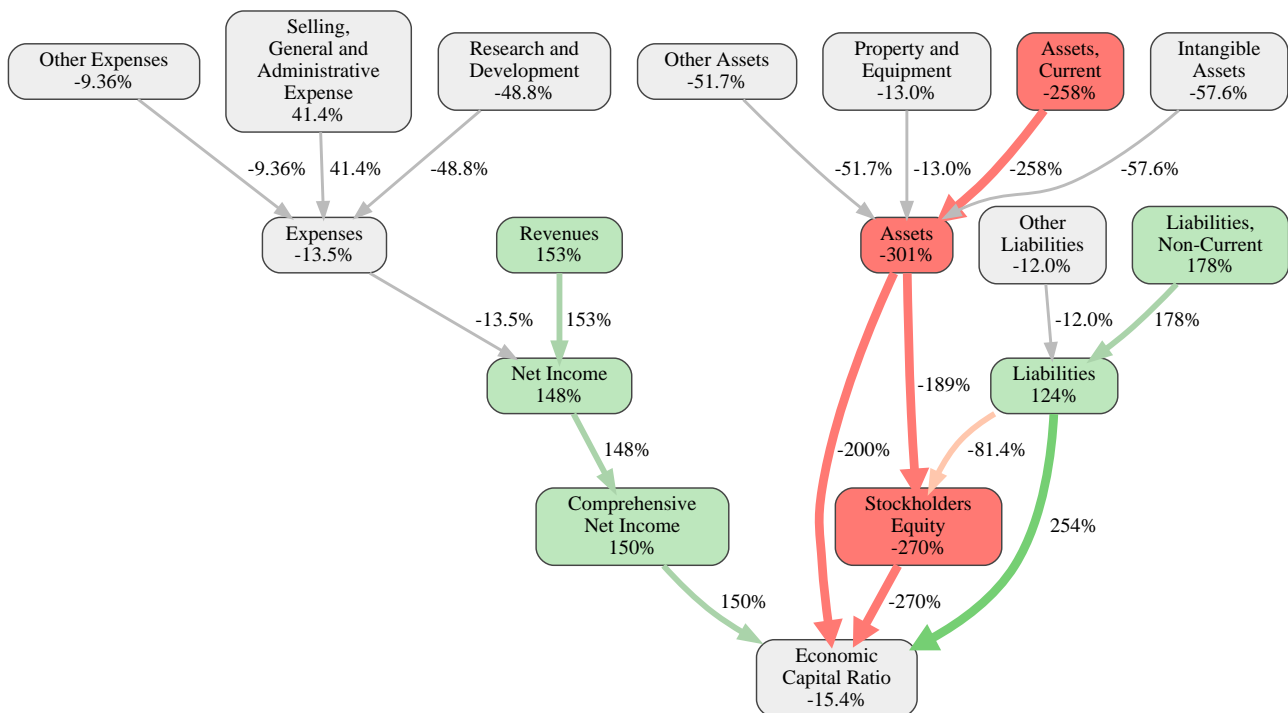 Other Expenses
-9.36%
Selling,
General and
Administrative
Expense
41.4%
Research and
Development
-48.8%
Other Assets
-51.7%
Property and
Equipment
-13.0%
Assets,
Current
-258%
Intangible
Assets
-57.6%
-9.36%
41.4%
-48.8%
-51.7%
-13.0%
-258%
-57.6%
Expenses
-13.5%
Revenues
153%
Assets
-301%
Other
Liabilities
-12.0%
Liabilities,
Non-Current
178%
-13.5%
153%
-12.0%
178%
Net Income
148%
-189%
Liabilities
124%
148%
-200%
-81.4%
Comprehensive
Net Income
150%
Stockholders
Equity
-270%
254%
150%
-270%
Economic
Capital Ratio
-15.4%